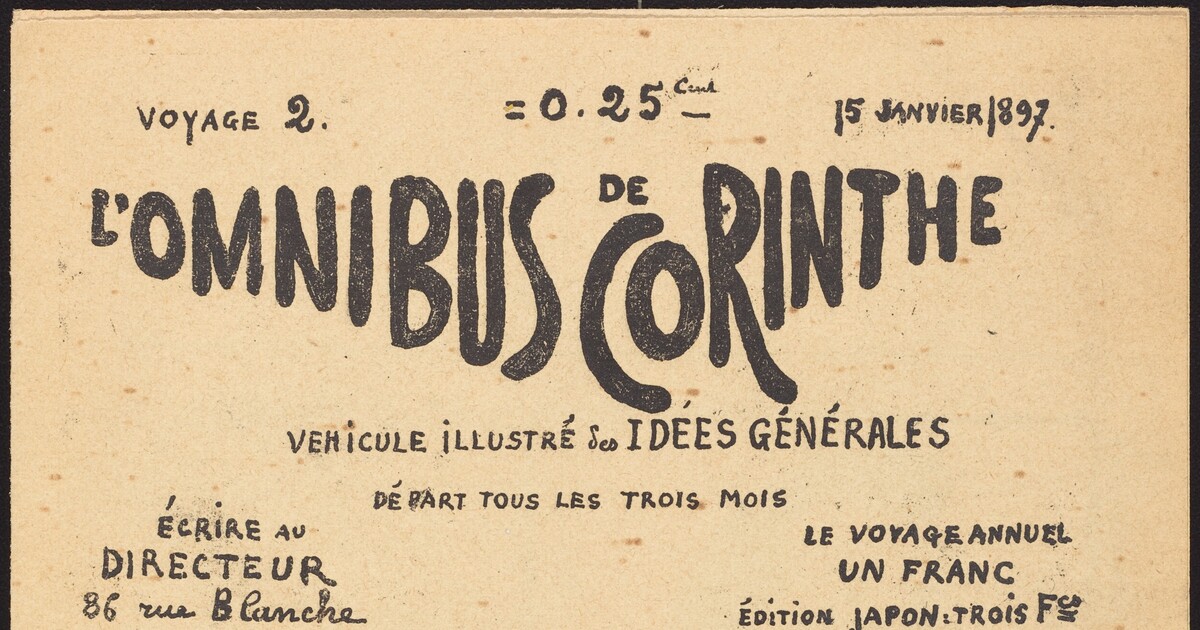 VOYAGE 2. = 0.25 Cent 15 JANVIER 1897.
L'OMNIBUS DE CORINTHE
VEHICULE ILLUSTRÉ des IDÉES GÉNÉRALES
DÉPART TOUS LES TROIS MOIS
ÉCRIRE AU
DIRECTEUR
86 rue Blanche
LE VOYAGE ANNUEL
UN FRANC
ÉDITION JAPON: TROIS Fcs